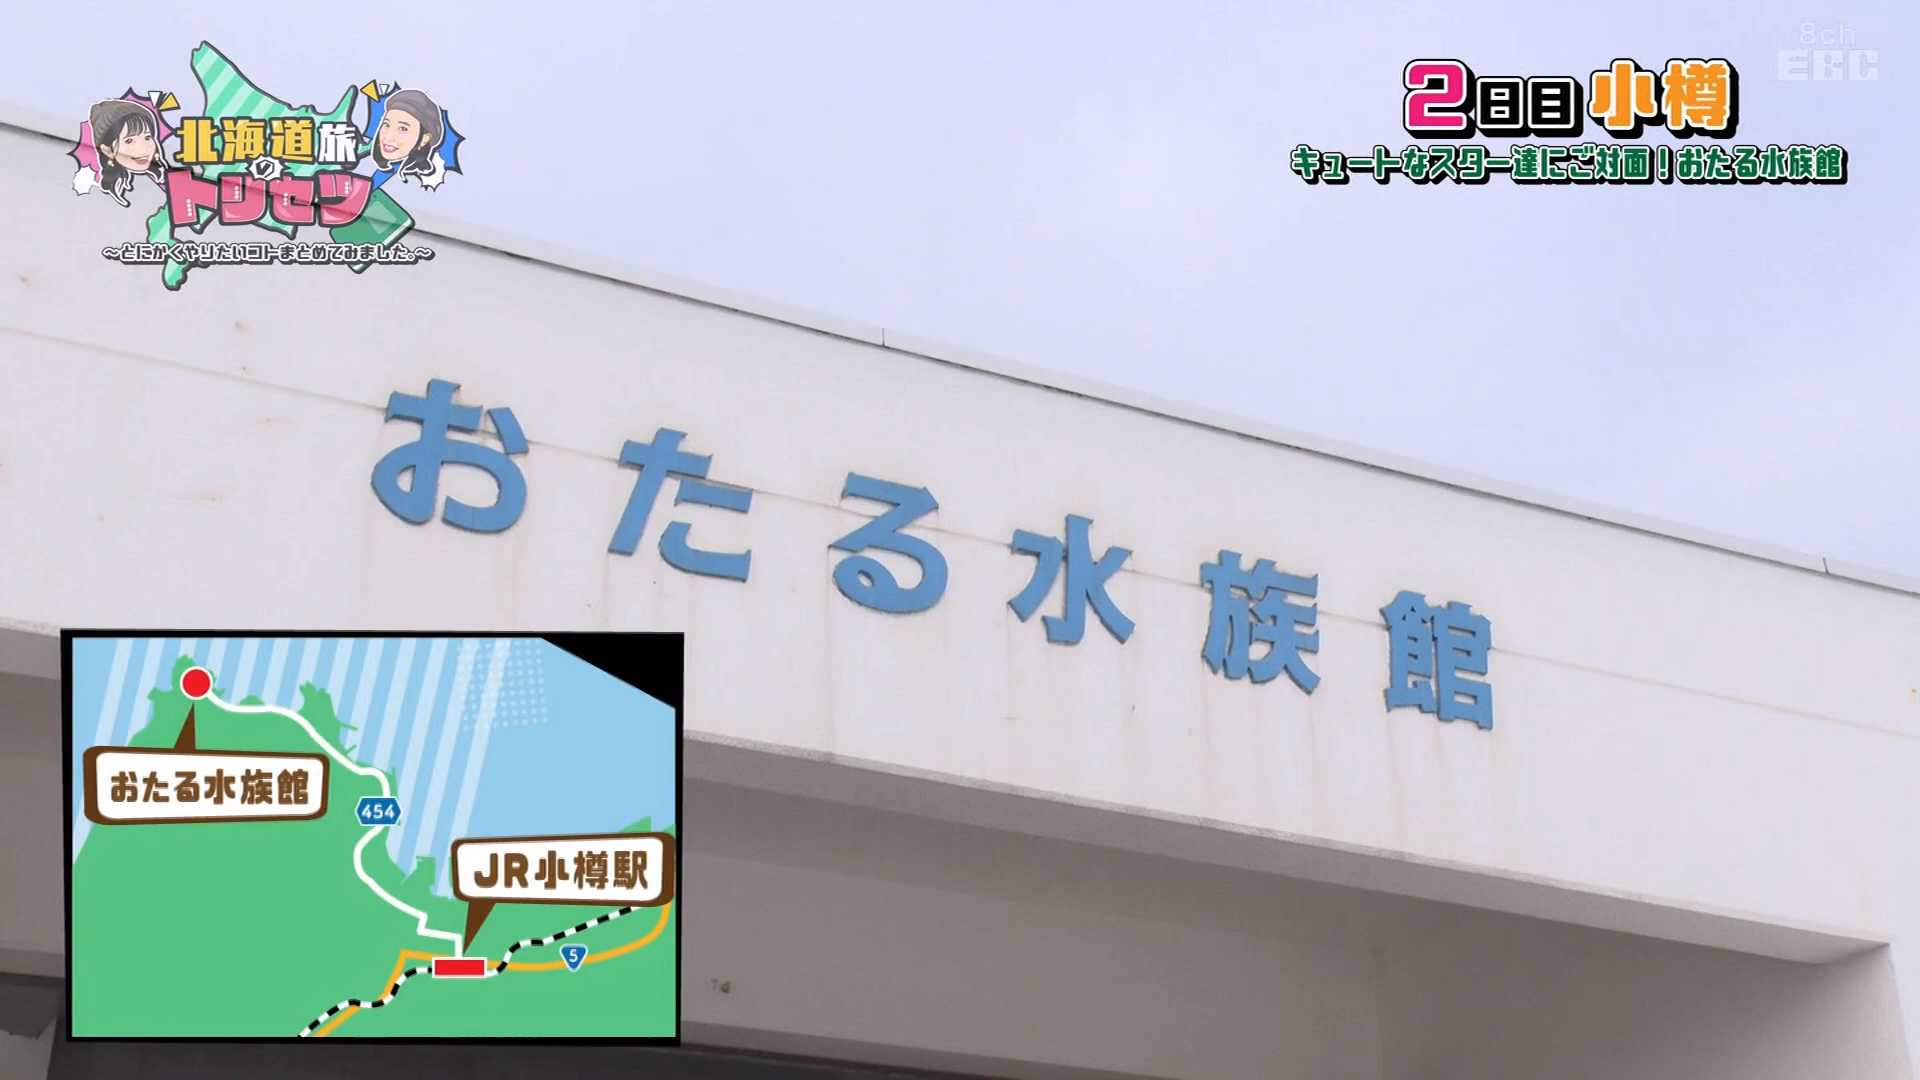 8ch
EBC
2日目 小樽
キュートなスター達にご対面！おたる水族館
北海道旅
の
トリセツ
～とにかくやりたいコトまとめてみました。～
おたる水族館
おたる水族館
454
JR小樽駅
5